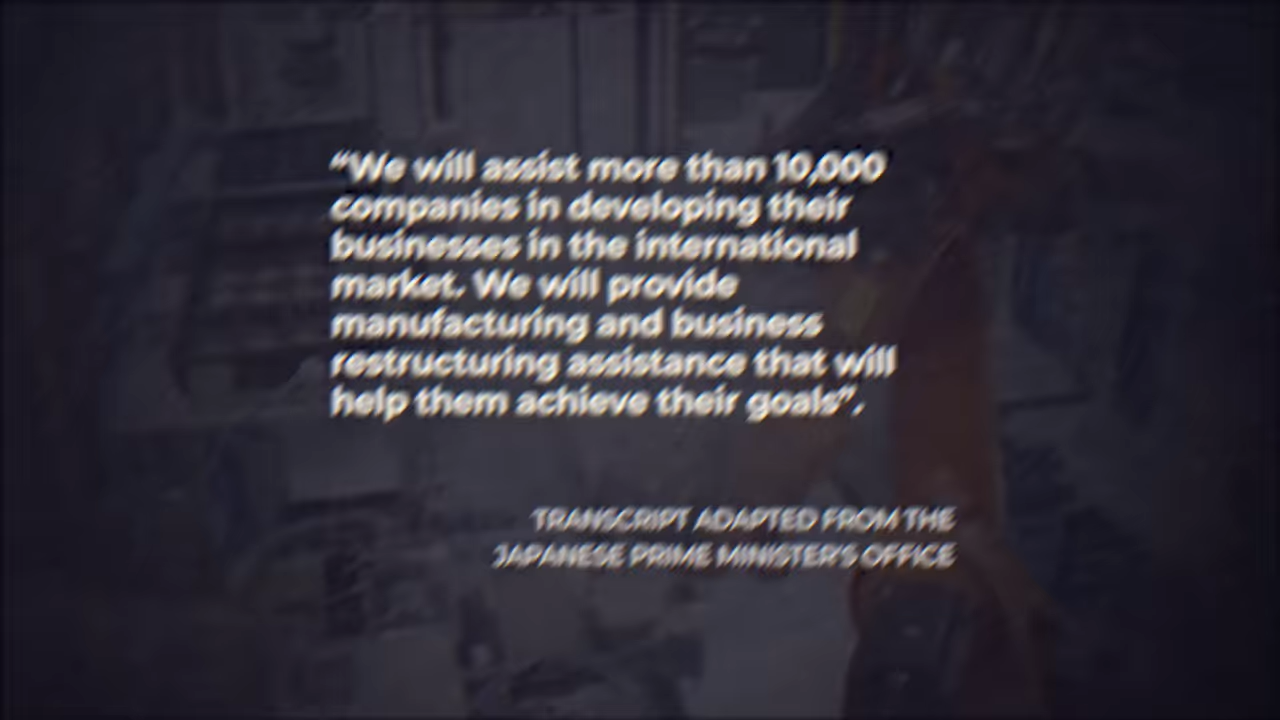 “We will assist more than 10,000
companies in developing their
businesses in the international
market. We will provide
manufacturing and business
restructuring assistance that will
help them achieve their goals”.
TRANSCRIPT ADAPTED FROM THE
JAPANESE PRIME MINISTER'S OFFICE